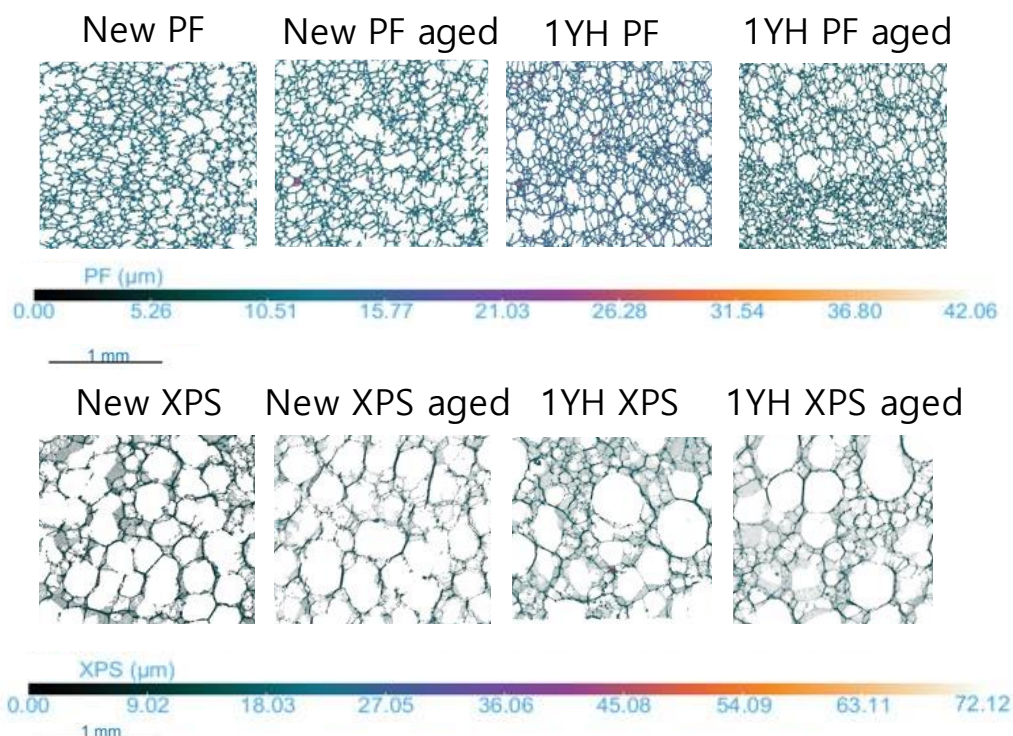 New PF New PF aged 1YH PF 1YH PF aged
PF (μm)
0.00 5.26 10.51 15.77 21.03 26.28 31.54 36.80 42.06
1 mm
New XPS New XPS aged 1YH XPS 1YH XPS aged
XPS (μm)
0.00 9.02 18.03 27.05 36.06 45.08 54.09 63.11 72.12
1 mm